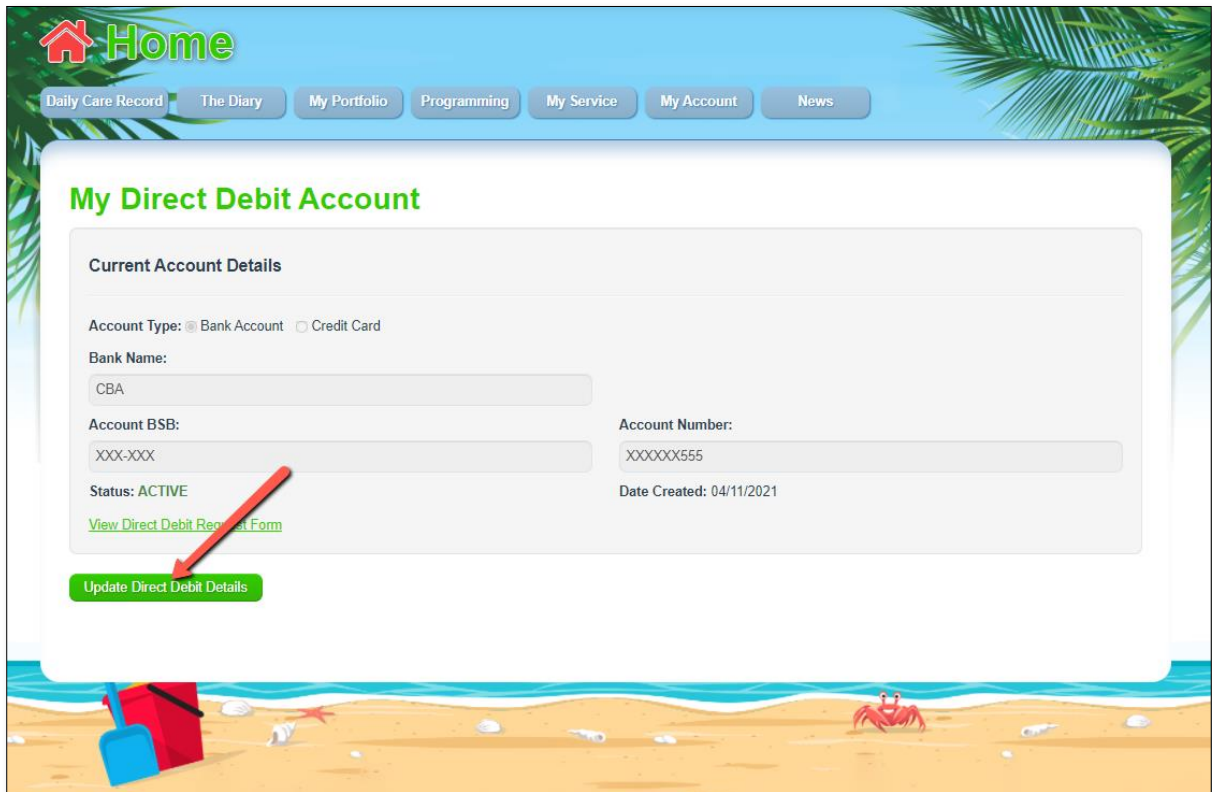 Home
Daily Care Record The Diary My Portfolio Programming My Service My Account News
My Direct Debit Account
Current Account Details
Account Type: Bank Account Credit Card
Bank Name:
CBA
Account BSB: Account Number:
XXX-XXX XXXXXX555
Status: ACTIVE Date Created: 04/11/2021
View Direct Debit Request Form
Update Direct Debit Details